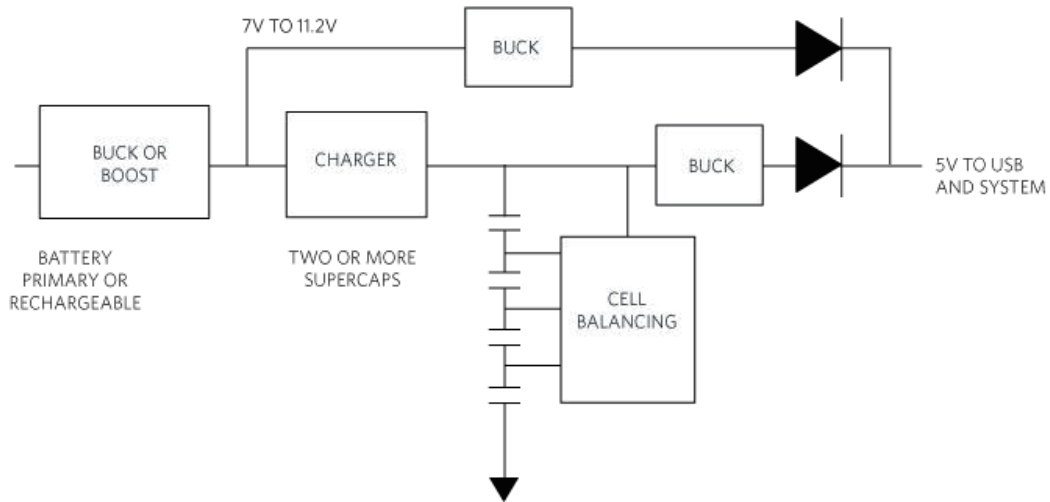 7V TO 11.2V
BUCK
BUCK OR
BOOST
CHARGER
BUCK
5V TO USB
AND SYSTEM
BATTERY
PRIMARY OR
RECHARGEABLE
TWO OR MORE
SUPERCAPS
CELL
BALANCING